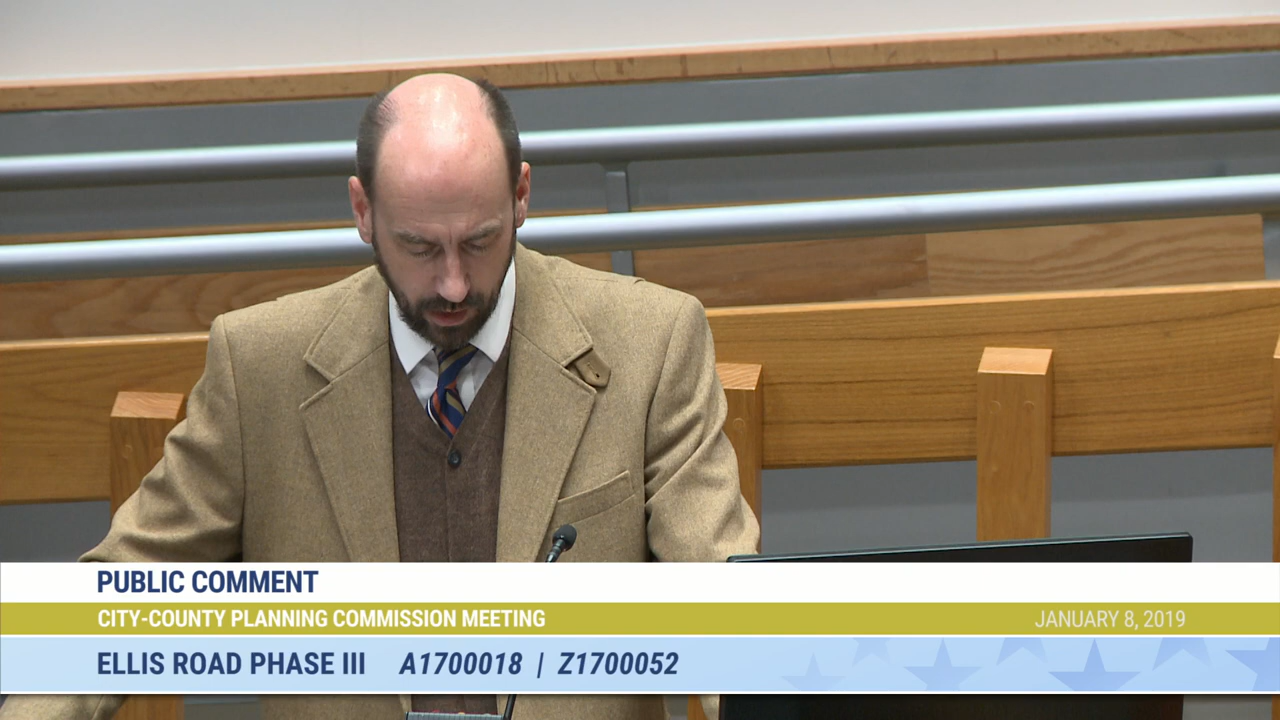 PUBLIC COMMENT
CITY-COUNTY PLANNING COMMISSION MEETING JANUARY 8, 2019
ELLIS ROAD PHASE III A1700018 | Z1700052